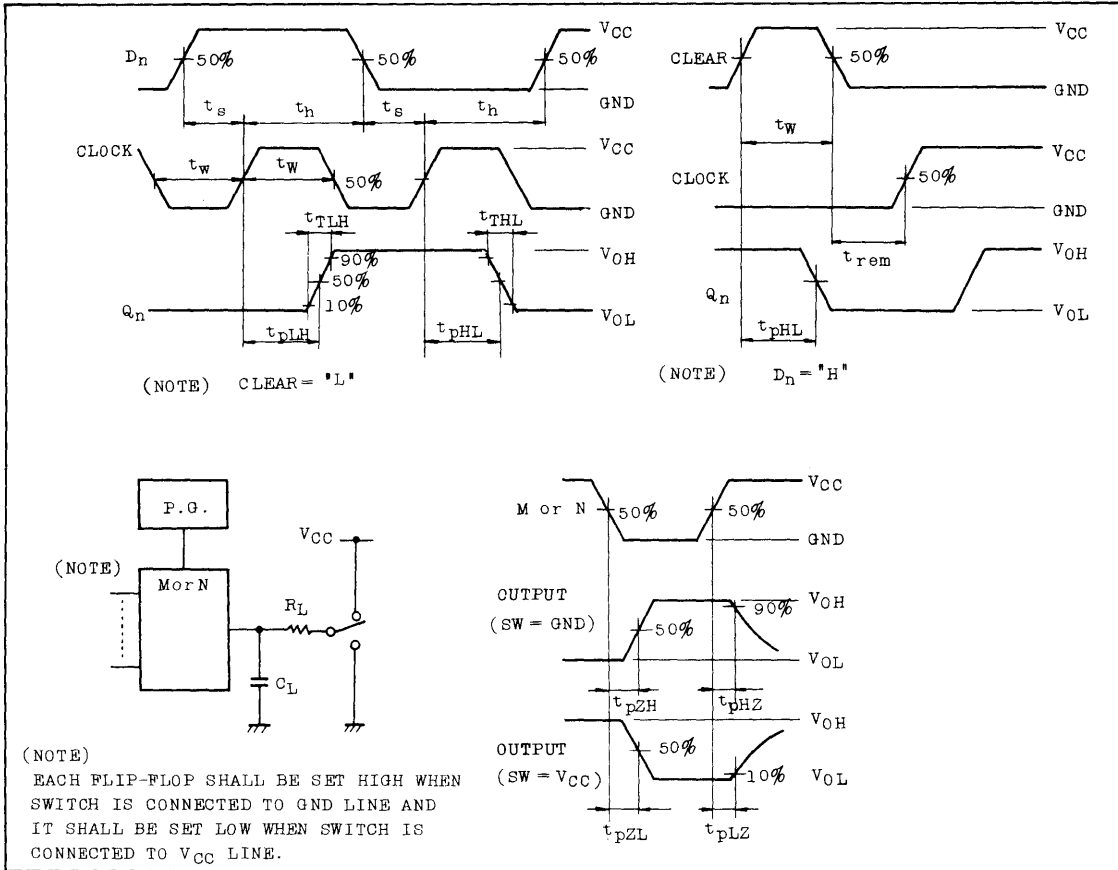 Dn 50% 50% 50% VCC
GND
ts th ts th
CLOCK tw tw 50% VCC
GND
tTLH tTHL
Qn 90% VOH
50%
10% VOL
tpLH tpHL
(NOTE) CLEAR = "L"
CLEAR 50% VCC
GND
tW
CLOCK 50% VCC
GND
trem
Qn VOH
VOL
tpHL
(NOTE) Dn = "H"
P.G.
(NOTE)
MorN
VCC
RL
CL
(NOTE)
EACH FLIP-FLOP SHALL BE SET HIGH WHEN
SWITCH IS CONNECTED TO GND LINE AND
IT SHALL BE SET LOW WHEN SWITCH IS
CONNECTED TO VCC LINE.
M or N 50% 50% VCC
GND
OUTPUT
(SW = GND) 50% 90% VOH
VOL
tpZH tpHZ
OUTPUT
(SW = VCC) 50% 10% VOH
VOL
tpZL tpLZ